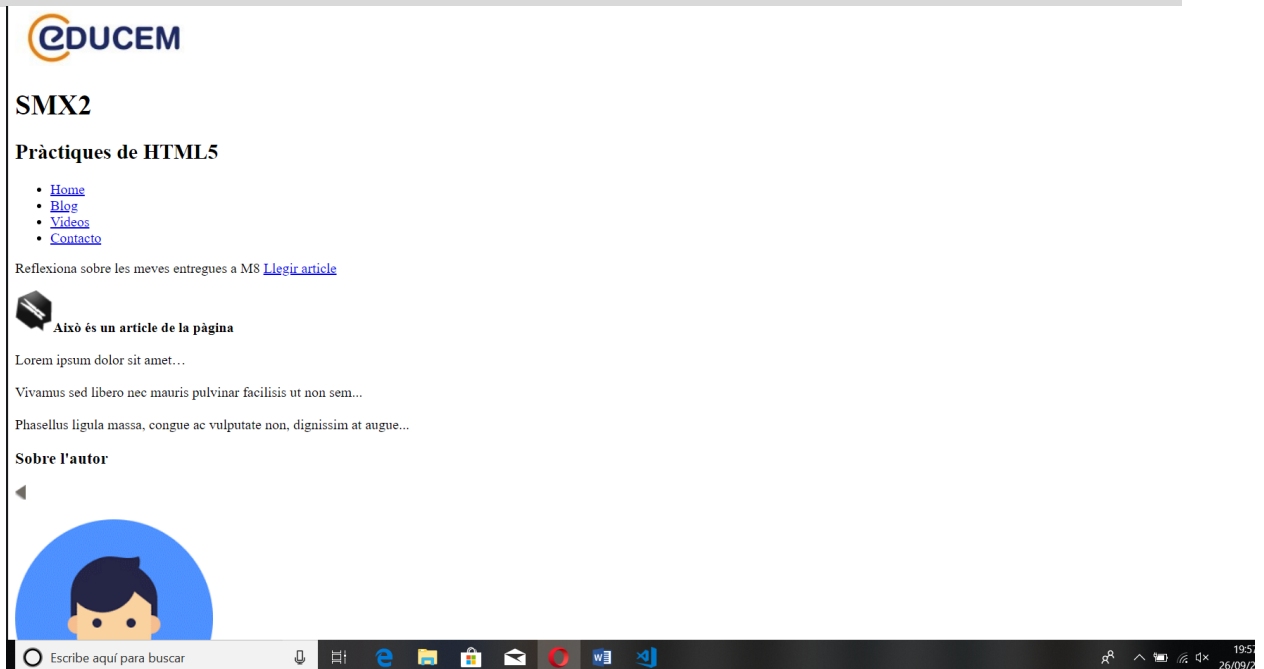 eDUCEM
SMX2
Pràctiques de HTML5
Home
Blog
Videos
Contacto
Reflexiona sobre les meves entregues a M8 Llegir article
Això és un article de la pàgina
Lorem ipsum dolor sit amet…
Vivamus sed libero nec mauris pulvinar facilisis ut non sem...
Phasellus ligula massa, congue ac vulputate non, dignissim at augue...
Sobre l'autor
Escribe aquí para buscar
19:57
26/09/2